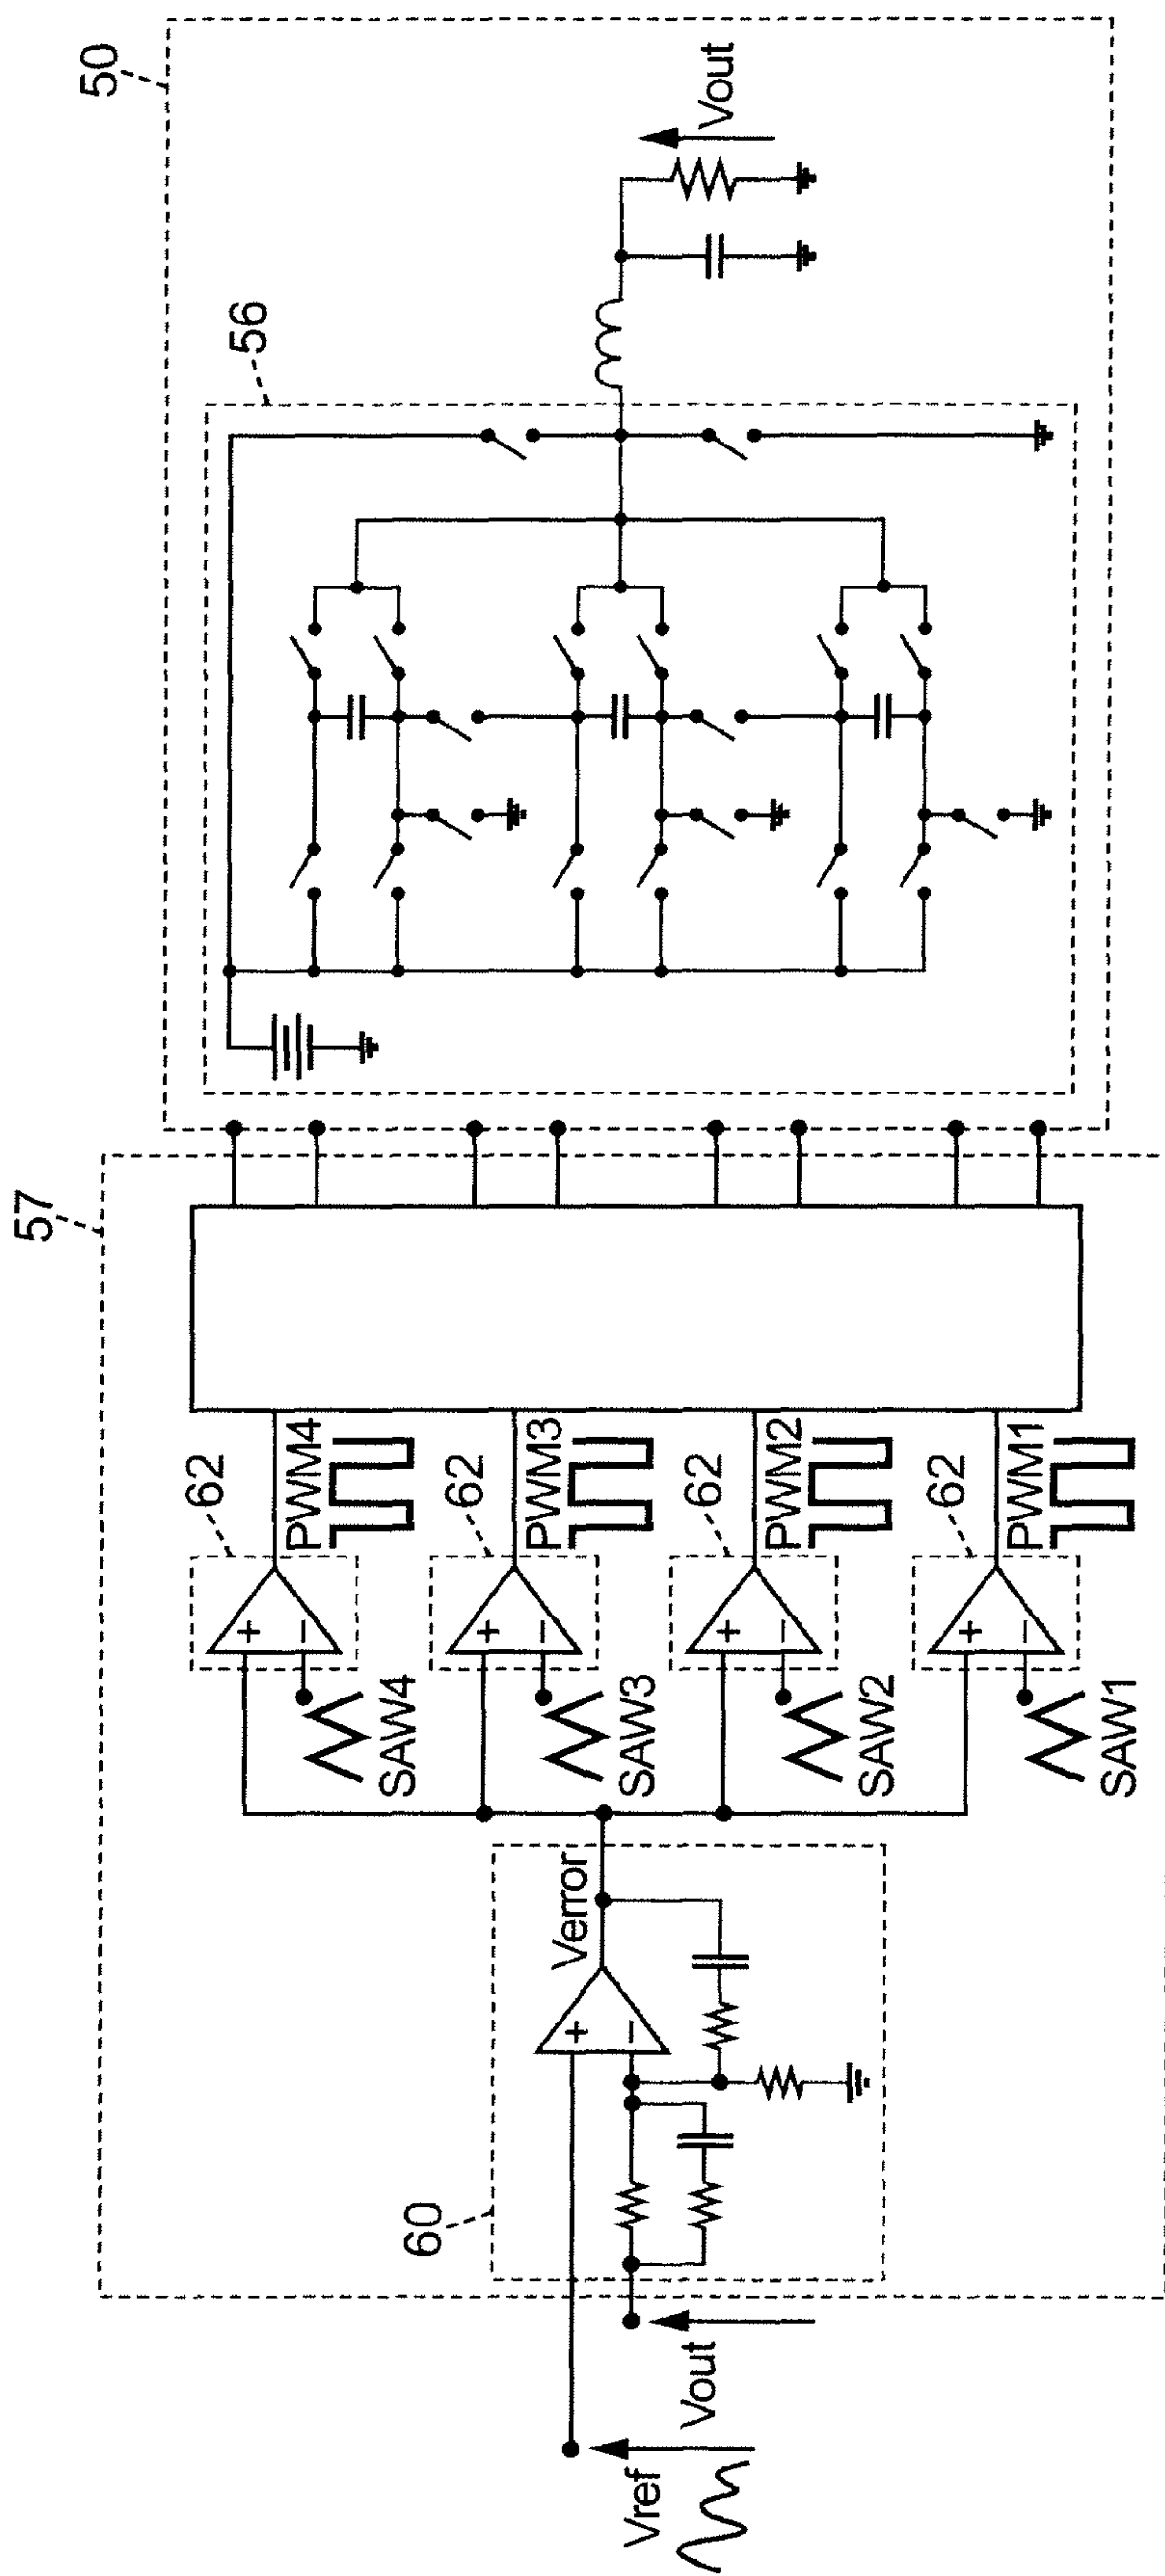 50
Vout
56
57
62
PWM4
SAW4
62
PWM3
SAW3
62
PWM2
SAW2
62
PWM1
SAW1
60
Verror
+
−
+
−
+
−
+
−
+
−
Vout
Vref